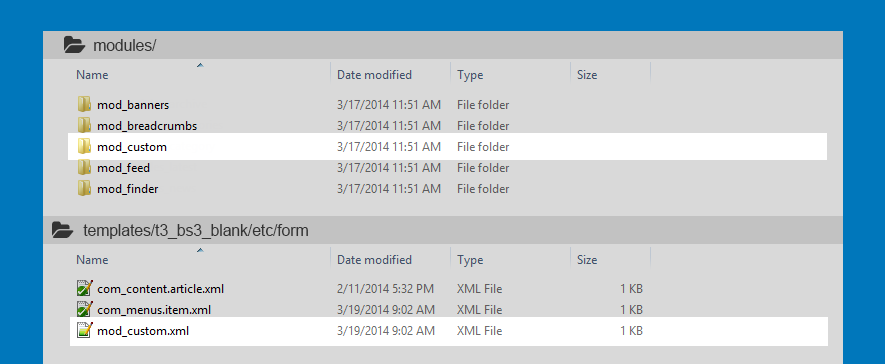 modules/
Name Date modified Type Size
mod_banners 3/17/2014 11:51 AM File folder
mod_breadcrumbs 3/17/2014 11:51 AM File folder
mod_custom 3/17/2014 11:51 AM File folder
mod_feed 3/17/2014 11:51 AM File folder
mod_finder 3/17/2014 11:51 AM File folder
templates/t3_bs3_blank/etc/form
Name Date modified Type Size
com_content.article.xml 2/11/2014 5:32 PM XML File 1 KB
com_menus.item.xml 3/19/2014 9:02 AM XML File 1 KB
mod_custom.xml 3/19/2014 9:02 AM XML File 1 KB